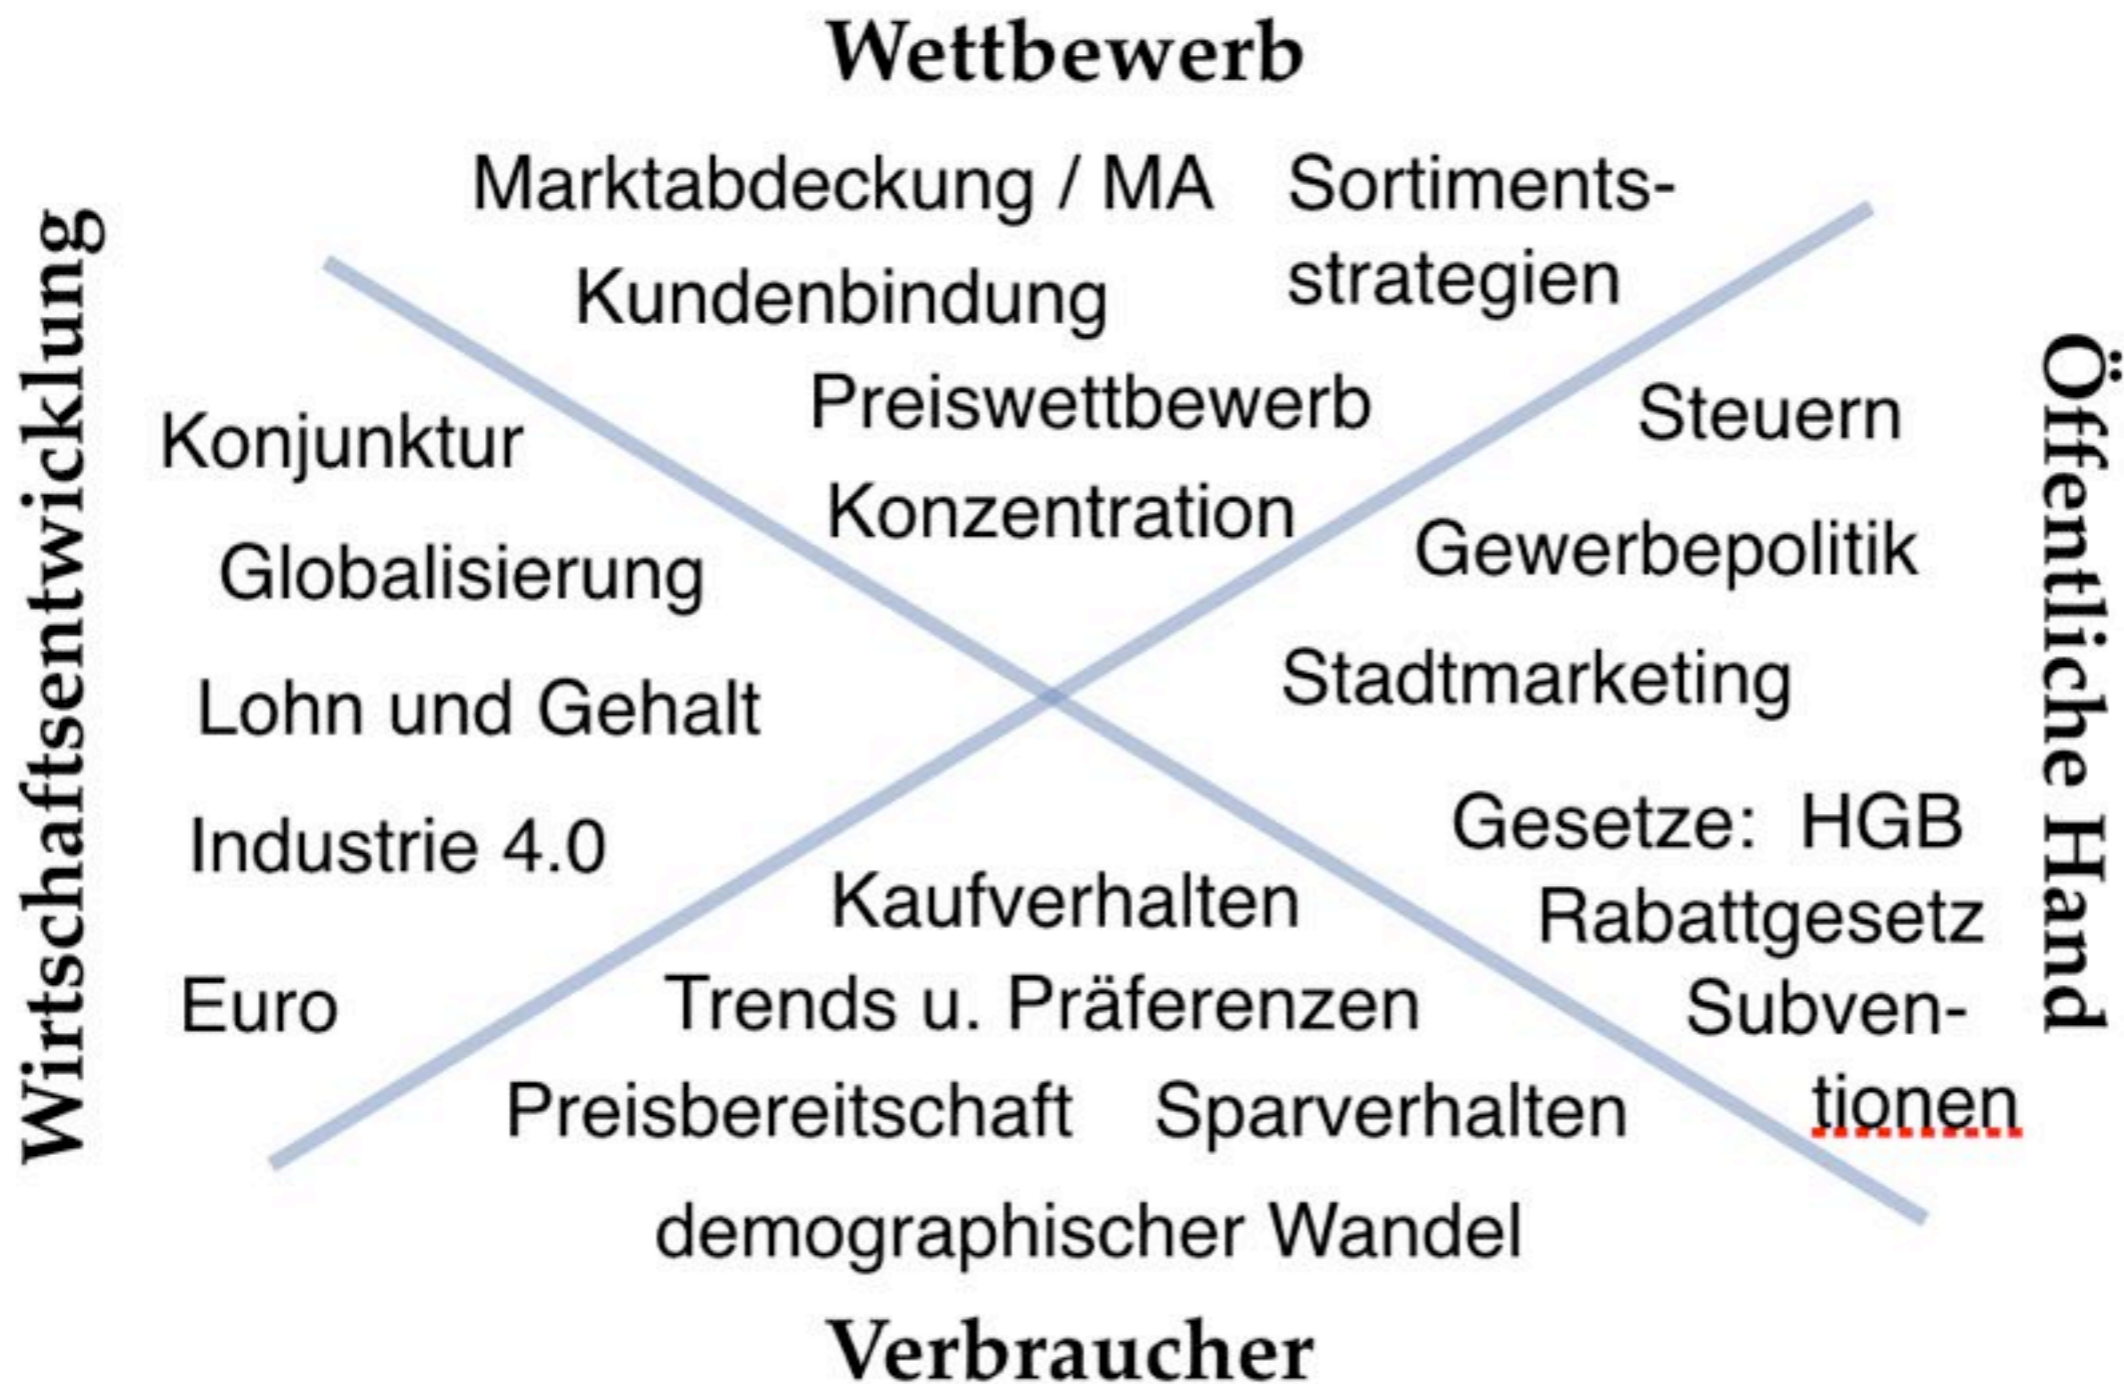 Wettbewerb
Marktabdeckung / MA
Sortiments-
strategien
Kundenbindung
Preiswettbewerb
Konzentration
Wirtschaftsentwicklung
Konjunktur
Globalisierung
Lohn und Gehalt
Industrie 4.0
Euro
Öffentliche Hand
Steuern
Gewerbepolitik
Stadtmarketing
Gesetze: HGB
Rabattgesetz
Subven-
tionen
Kaufverhalten
Trends u. Präferenzen
Preisbereitschaft
Sparverhalten
demographischer Wandel
Verbraucher